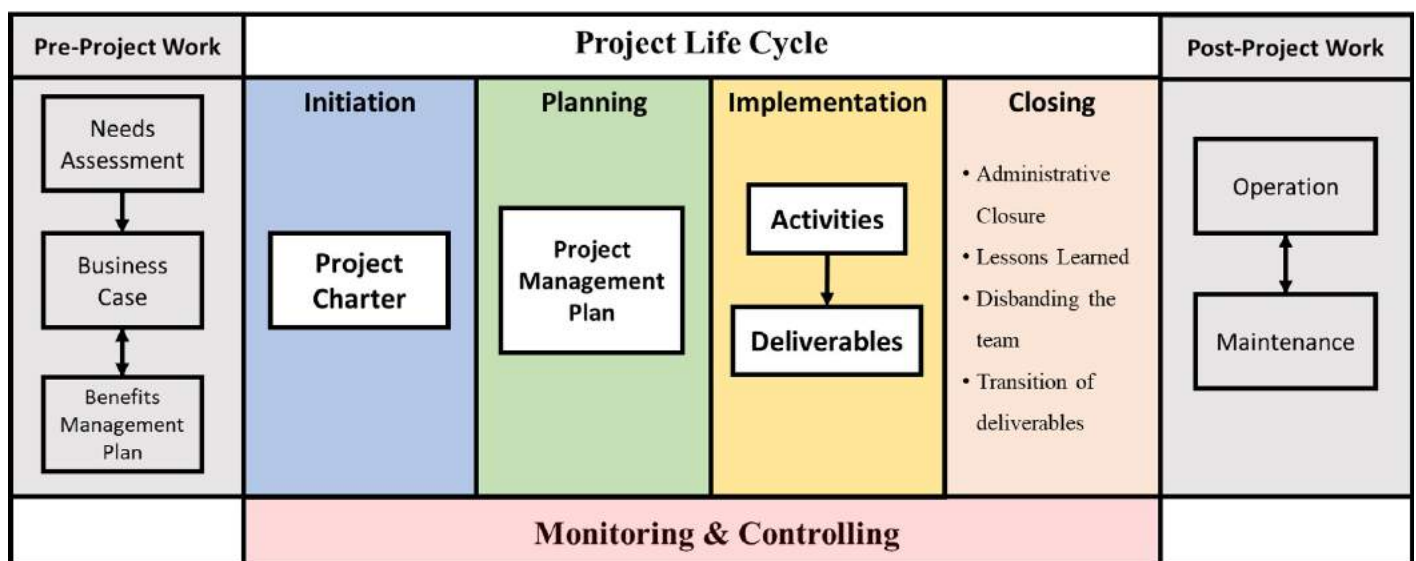 Pre-Project Work
Project Life Cycle
Post-Project Work
Needs
Assessment
Business
Case
Benefits
Management
Plan
Initiation
Project
Charter
Planning
Project
Management
Plan
Implementation
Activities
Deliverables
Closing
• Administrative
Closure
• Lessons Learned
• Disbanding the
team
• Transition of
deliverables
Operation
Maintenance
Monitoring & Controlling